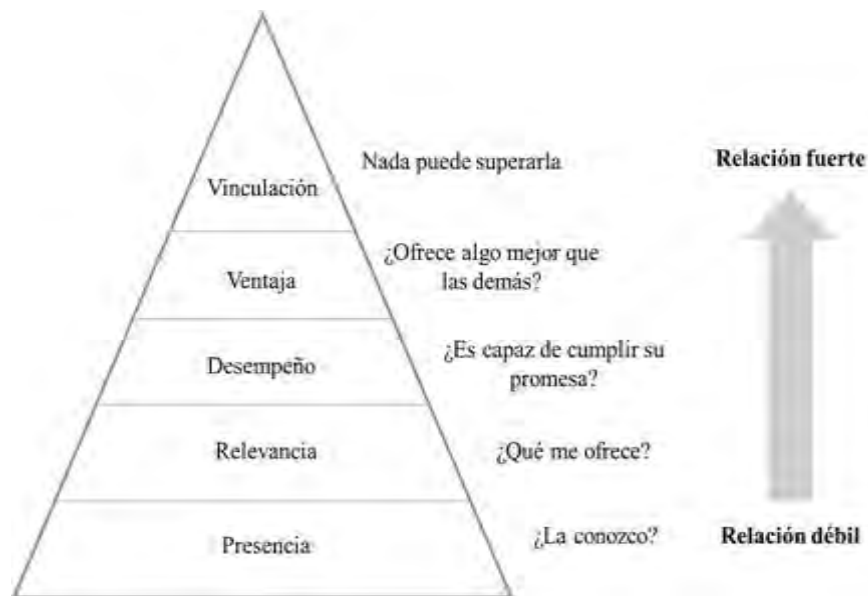 Nada puede superarla
Relación fuerte
Vinculación
¿Ofrece algo mejor que
las demás?
Ventaja
¿Es capaz de cumplir su
promesa?
Desempeño
Relevancia
¿Qué me ofrece?
Presencia
¿La conozco?
Relación débil